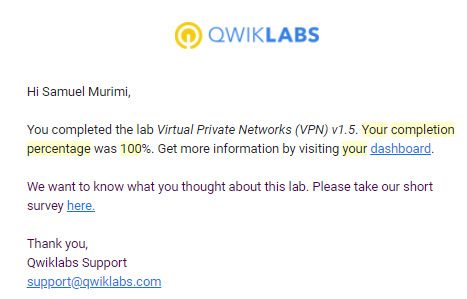 QWIKLABS
Hi Samuel Murimi,
You completed the lab Virtual Private Networks (VPN) v1.5. Your completion
percentage was 100%. Get more information by visiting your dashboard.
We want to know what you thought about this lab. Please take our short
survey here.
Thank you,
Qwiklabs Support
support@qwiklabs.com